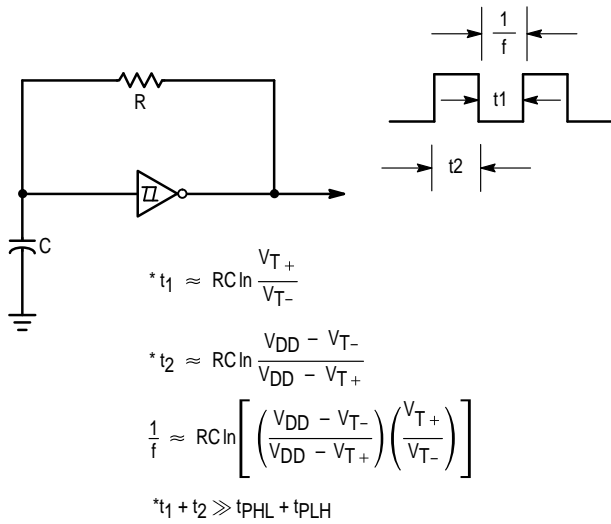 1
f
R
t1
t2
C
* t1 ≈ RC ln VT+ / VT–
* t2 ≈ RC ln VDD – VT– / VDD – VT+
1/f ≈ RC ln [ ( VDD – VT– / VDD – VT+ ) ( VT+ / VT– ) ]
*t1 + t2 ≫ tPHL + tPLH